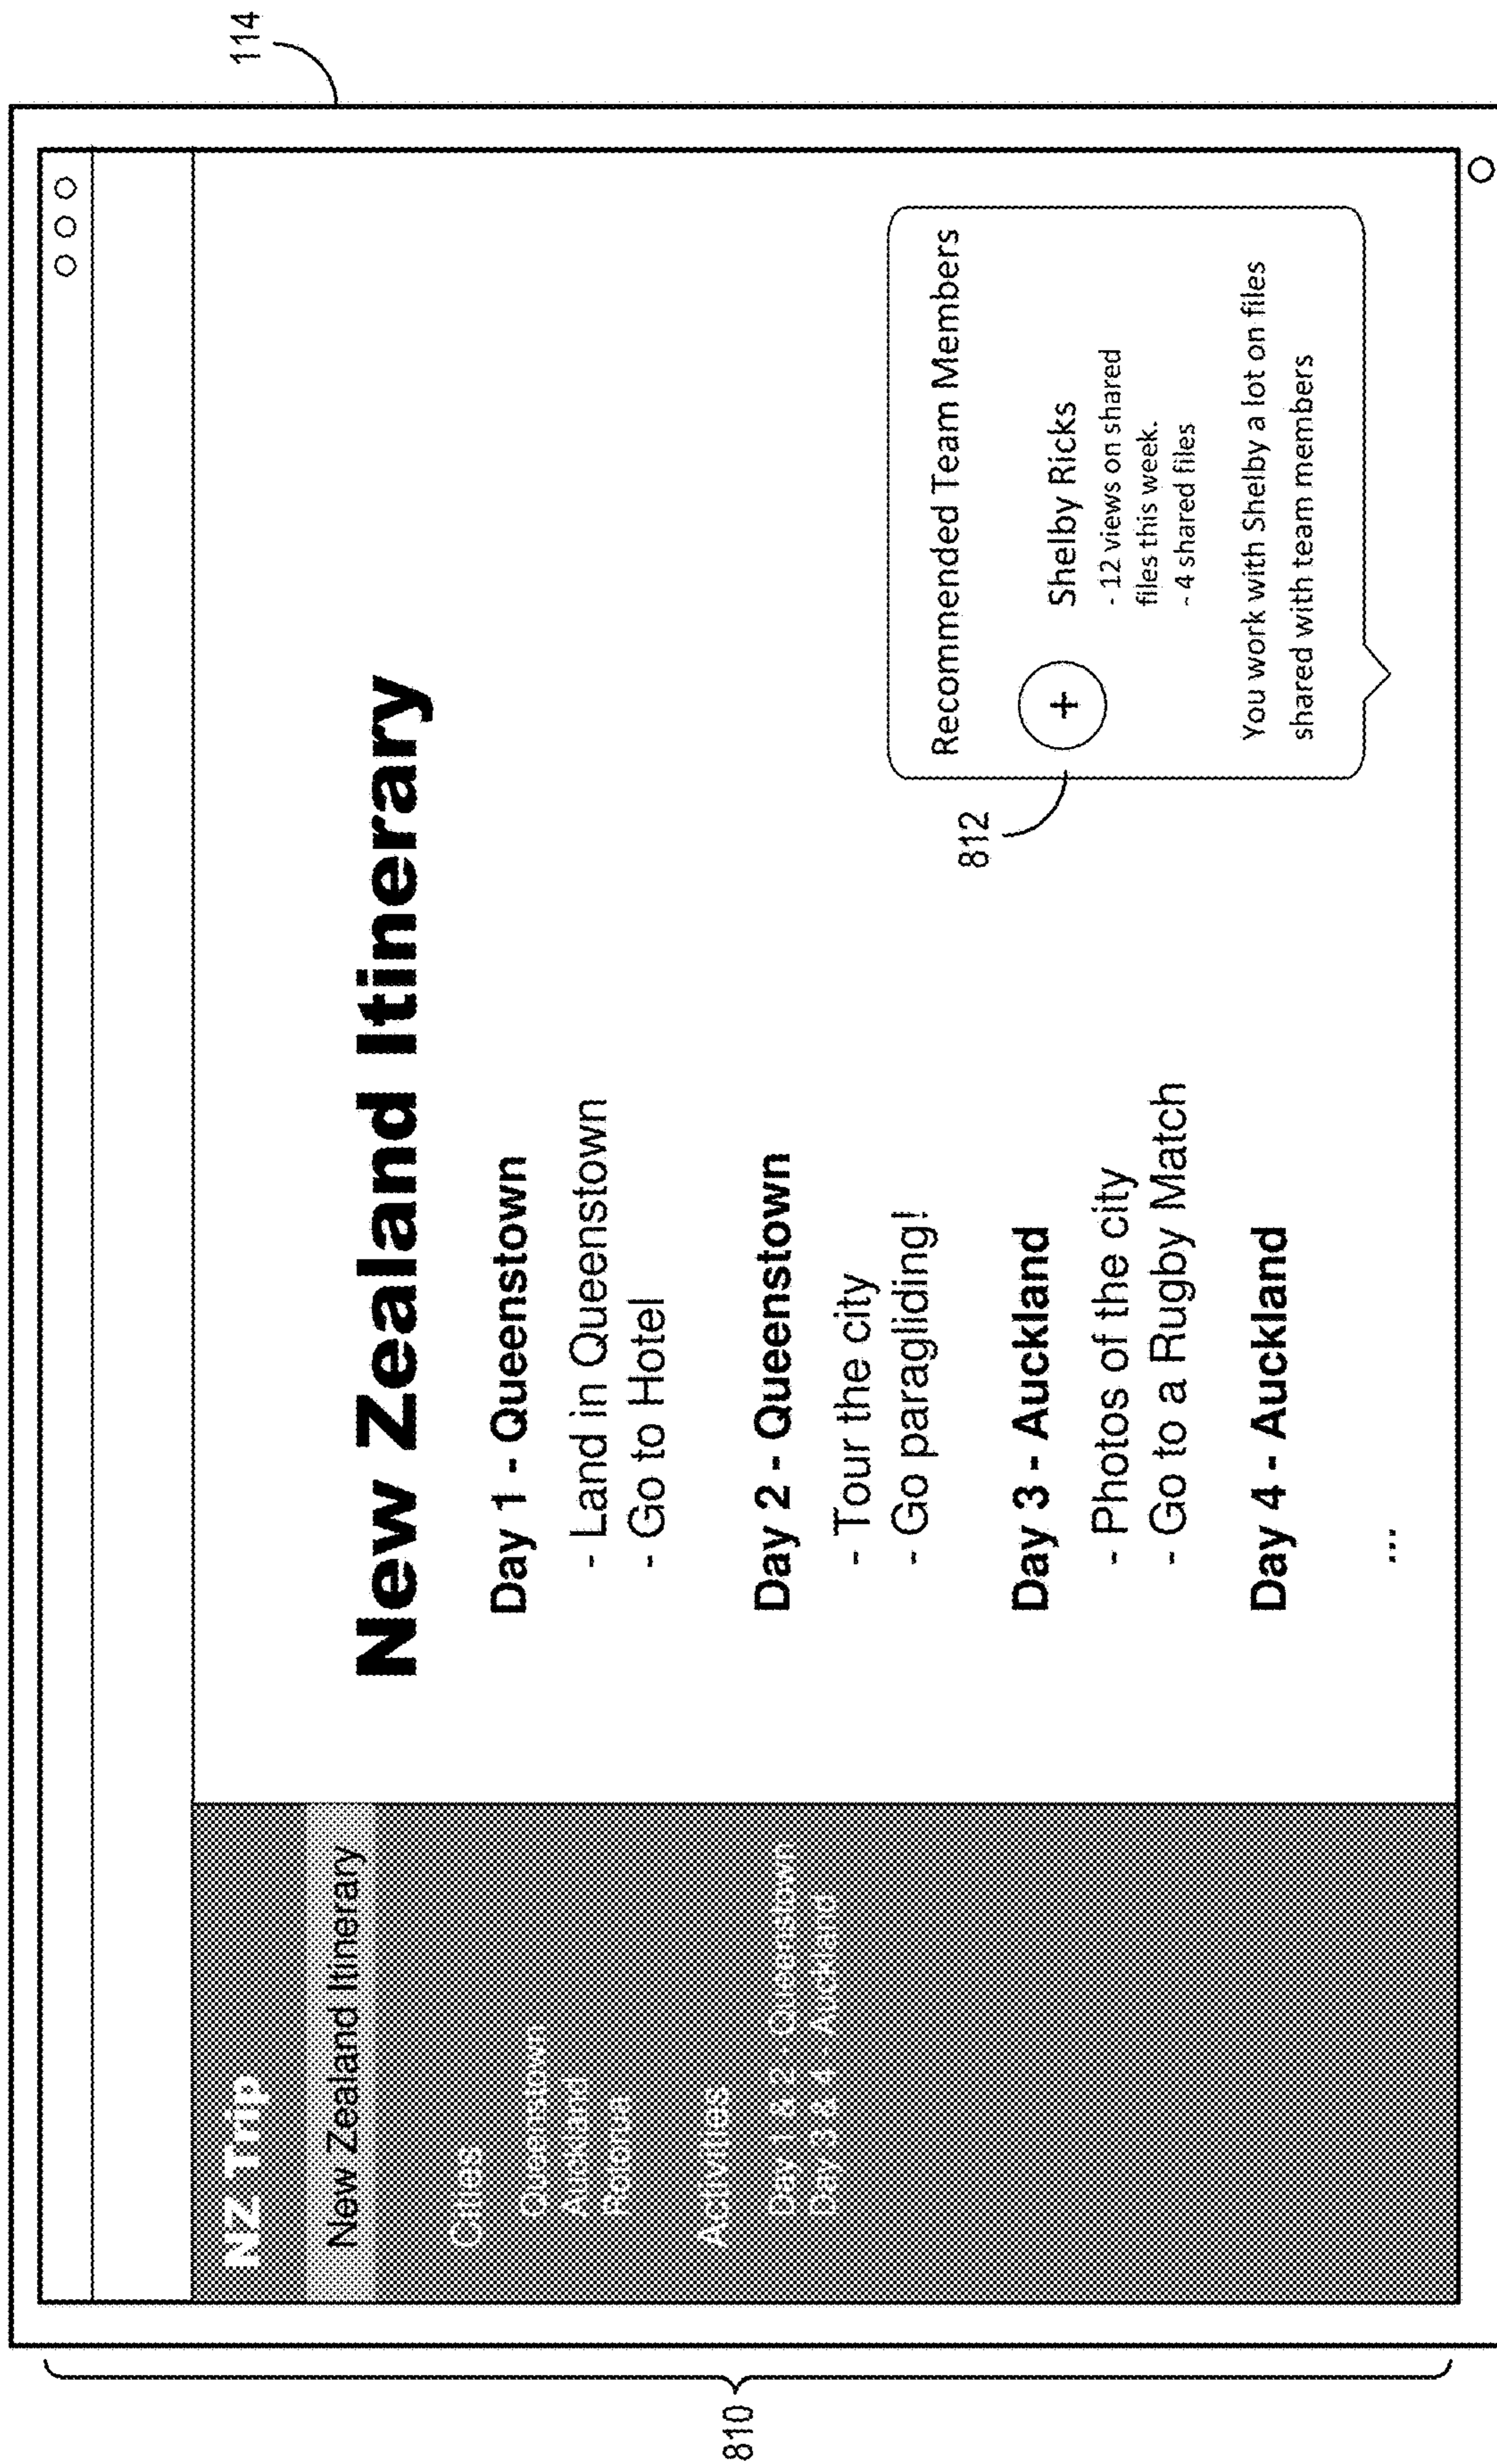 114
810
NZ Trip
New Zealand Itinerary
Cities
Queenstown
Auckland
Rotorua
Activities
Day 1 & 2 - Queenstown
Day 3 & 4 - Auckland
New Zealand Itinerary
Day 1 - Queenstown
- Land in Queenstown
- Go to Hotel
Day 2 - Queenstown
- Tour the city
- Go paragliding!
Day 3 - Auckland
- Photos of the city
- Go to a Rugby Match
Day 4 - Auckland
...
812
Recommended Team Members
+
Shelby Ricks
- 12 views on shared
files this week.
- 4 shared files
You work with Shelby a lot on files
shared with team members